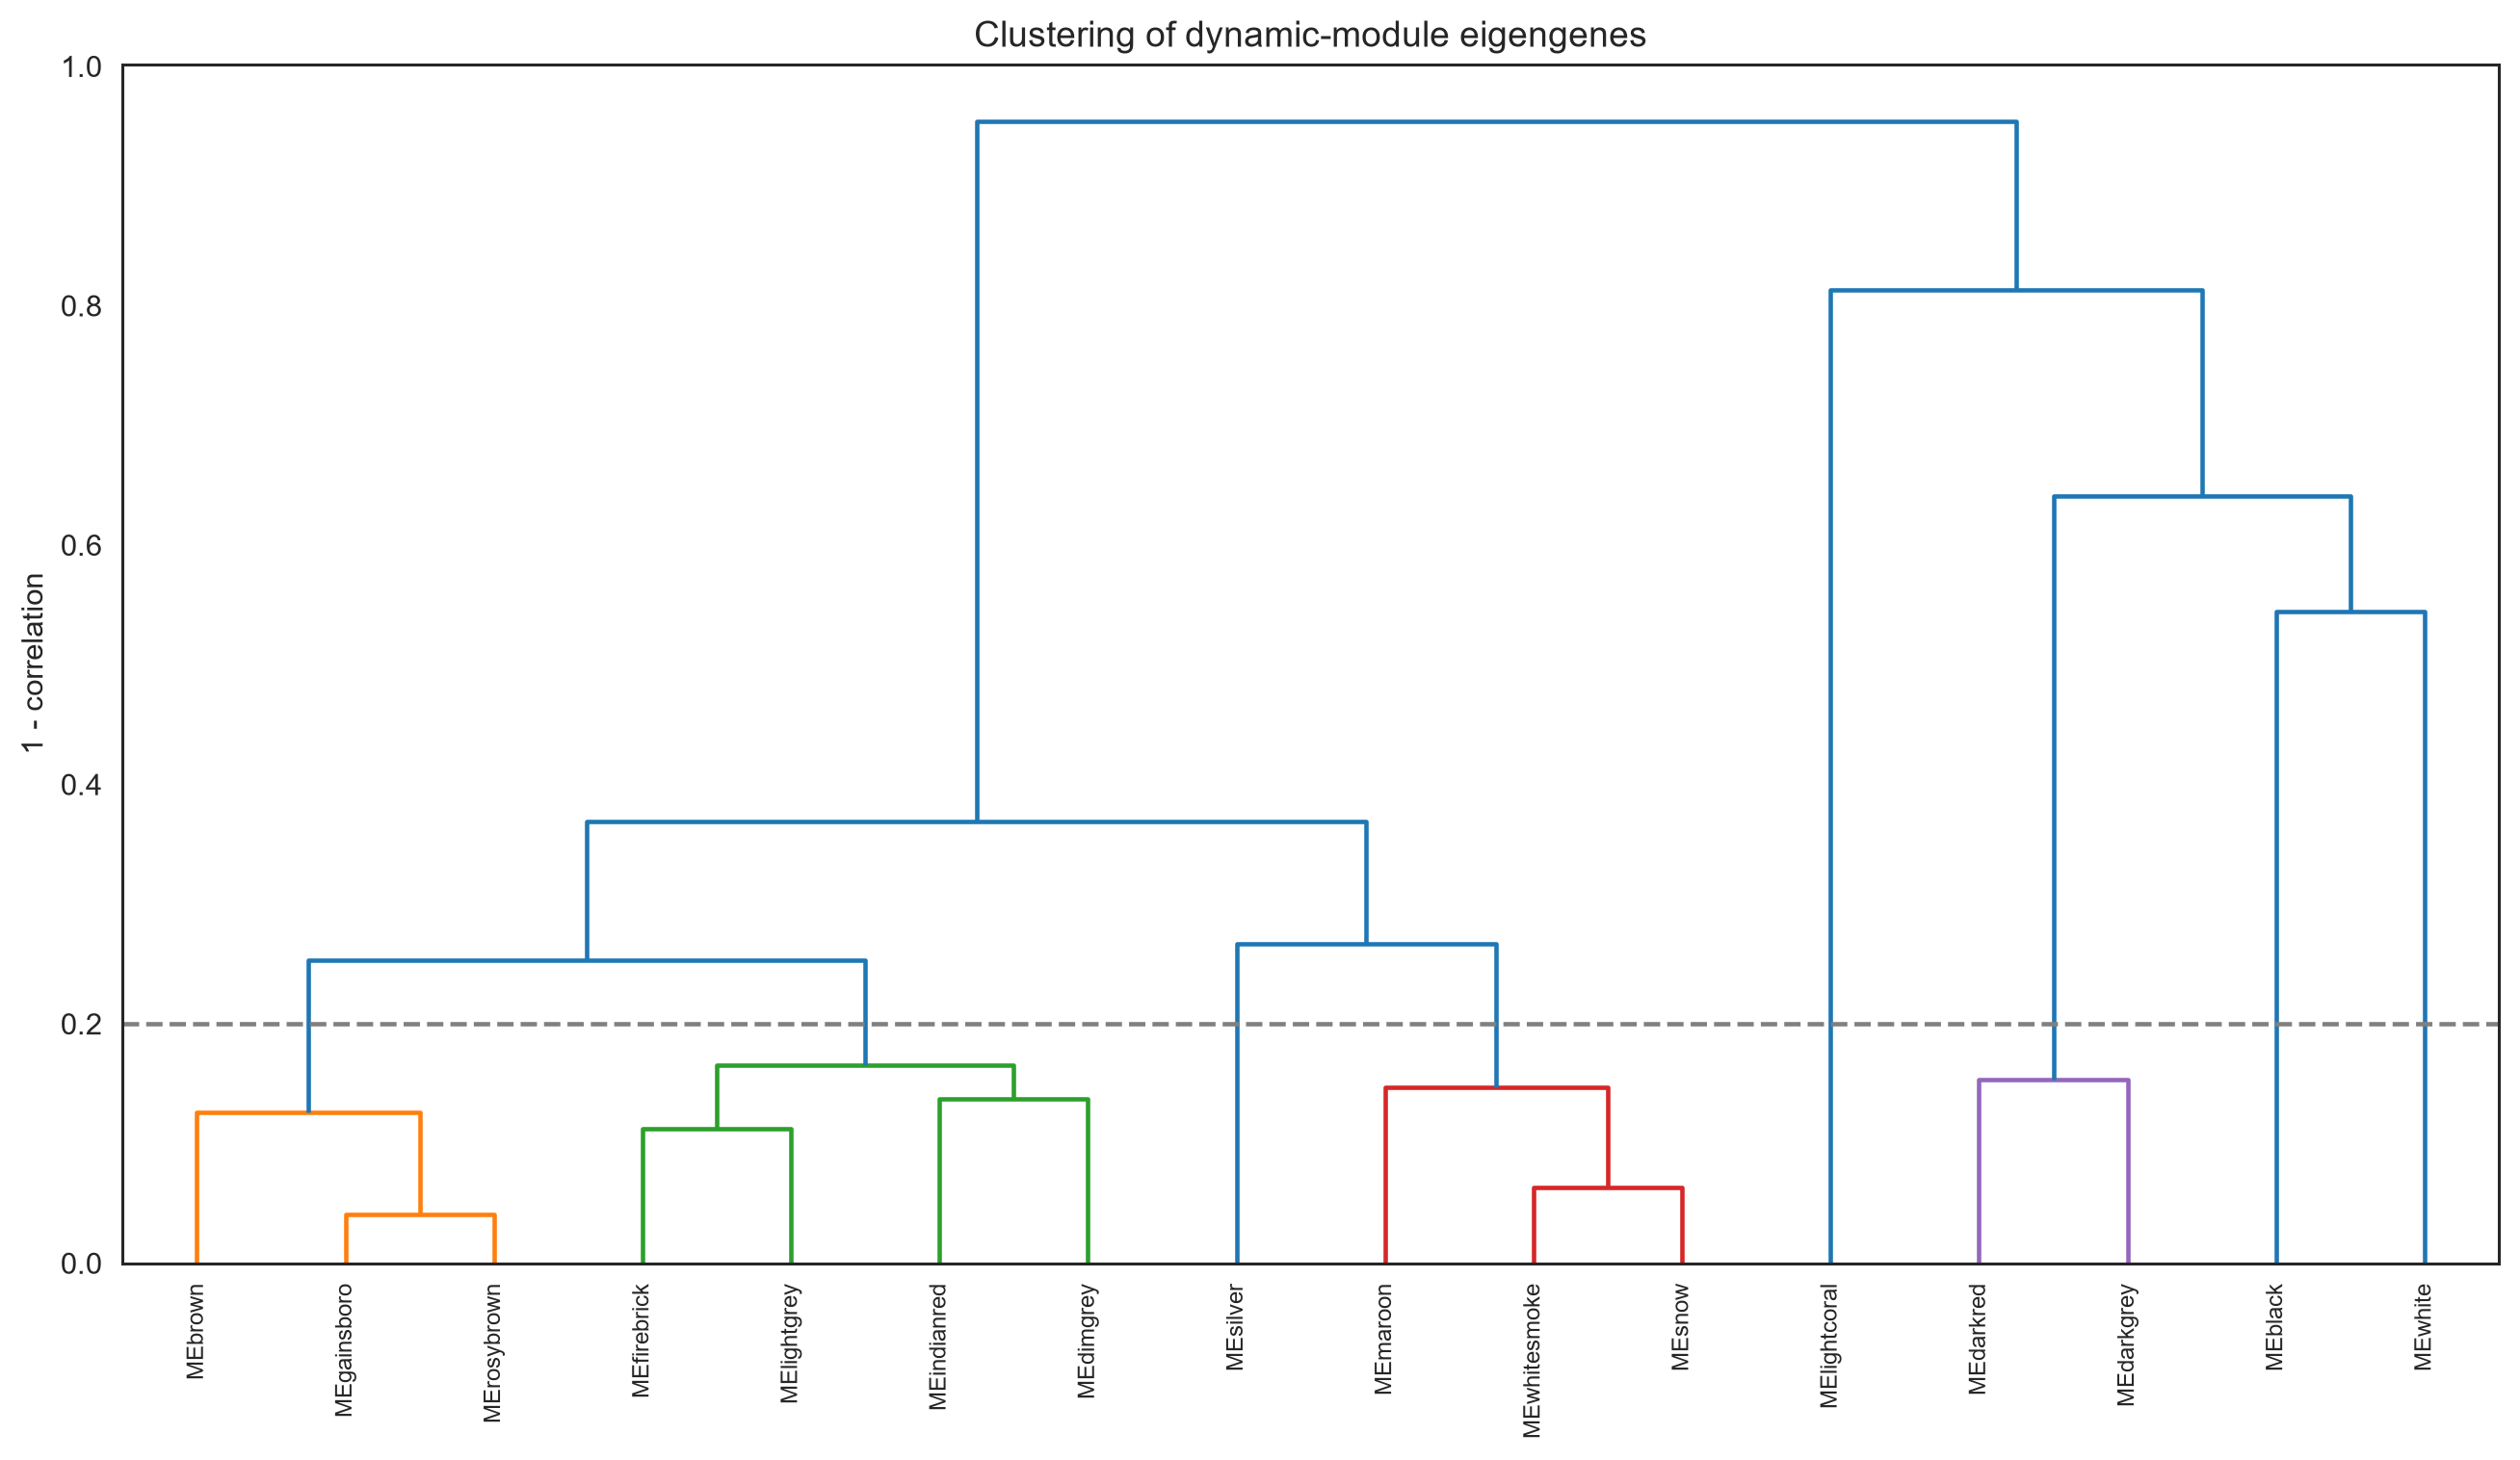 Clustering of dynamic-module eigengenes
1.0
0.8
0.6
0.4
0.2
0.0
1 - correlation
MEbrown
MEgainsboro
MErosybrown
MEfirebrick
MElightgrey
MEindianred
MEdimgrey
MEsilver
MEmaroon
MEwhitesmoke
MEsnow
MElightcoral
MEdarkred
MEdarkgrey
MEblack
MEwhite